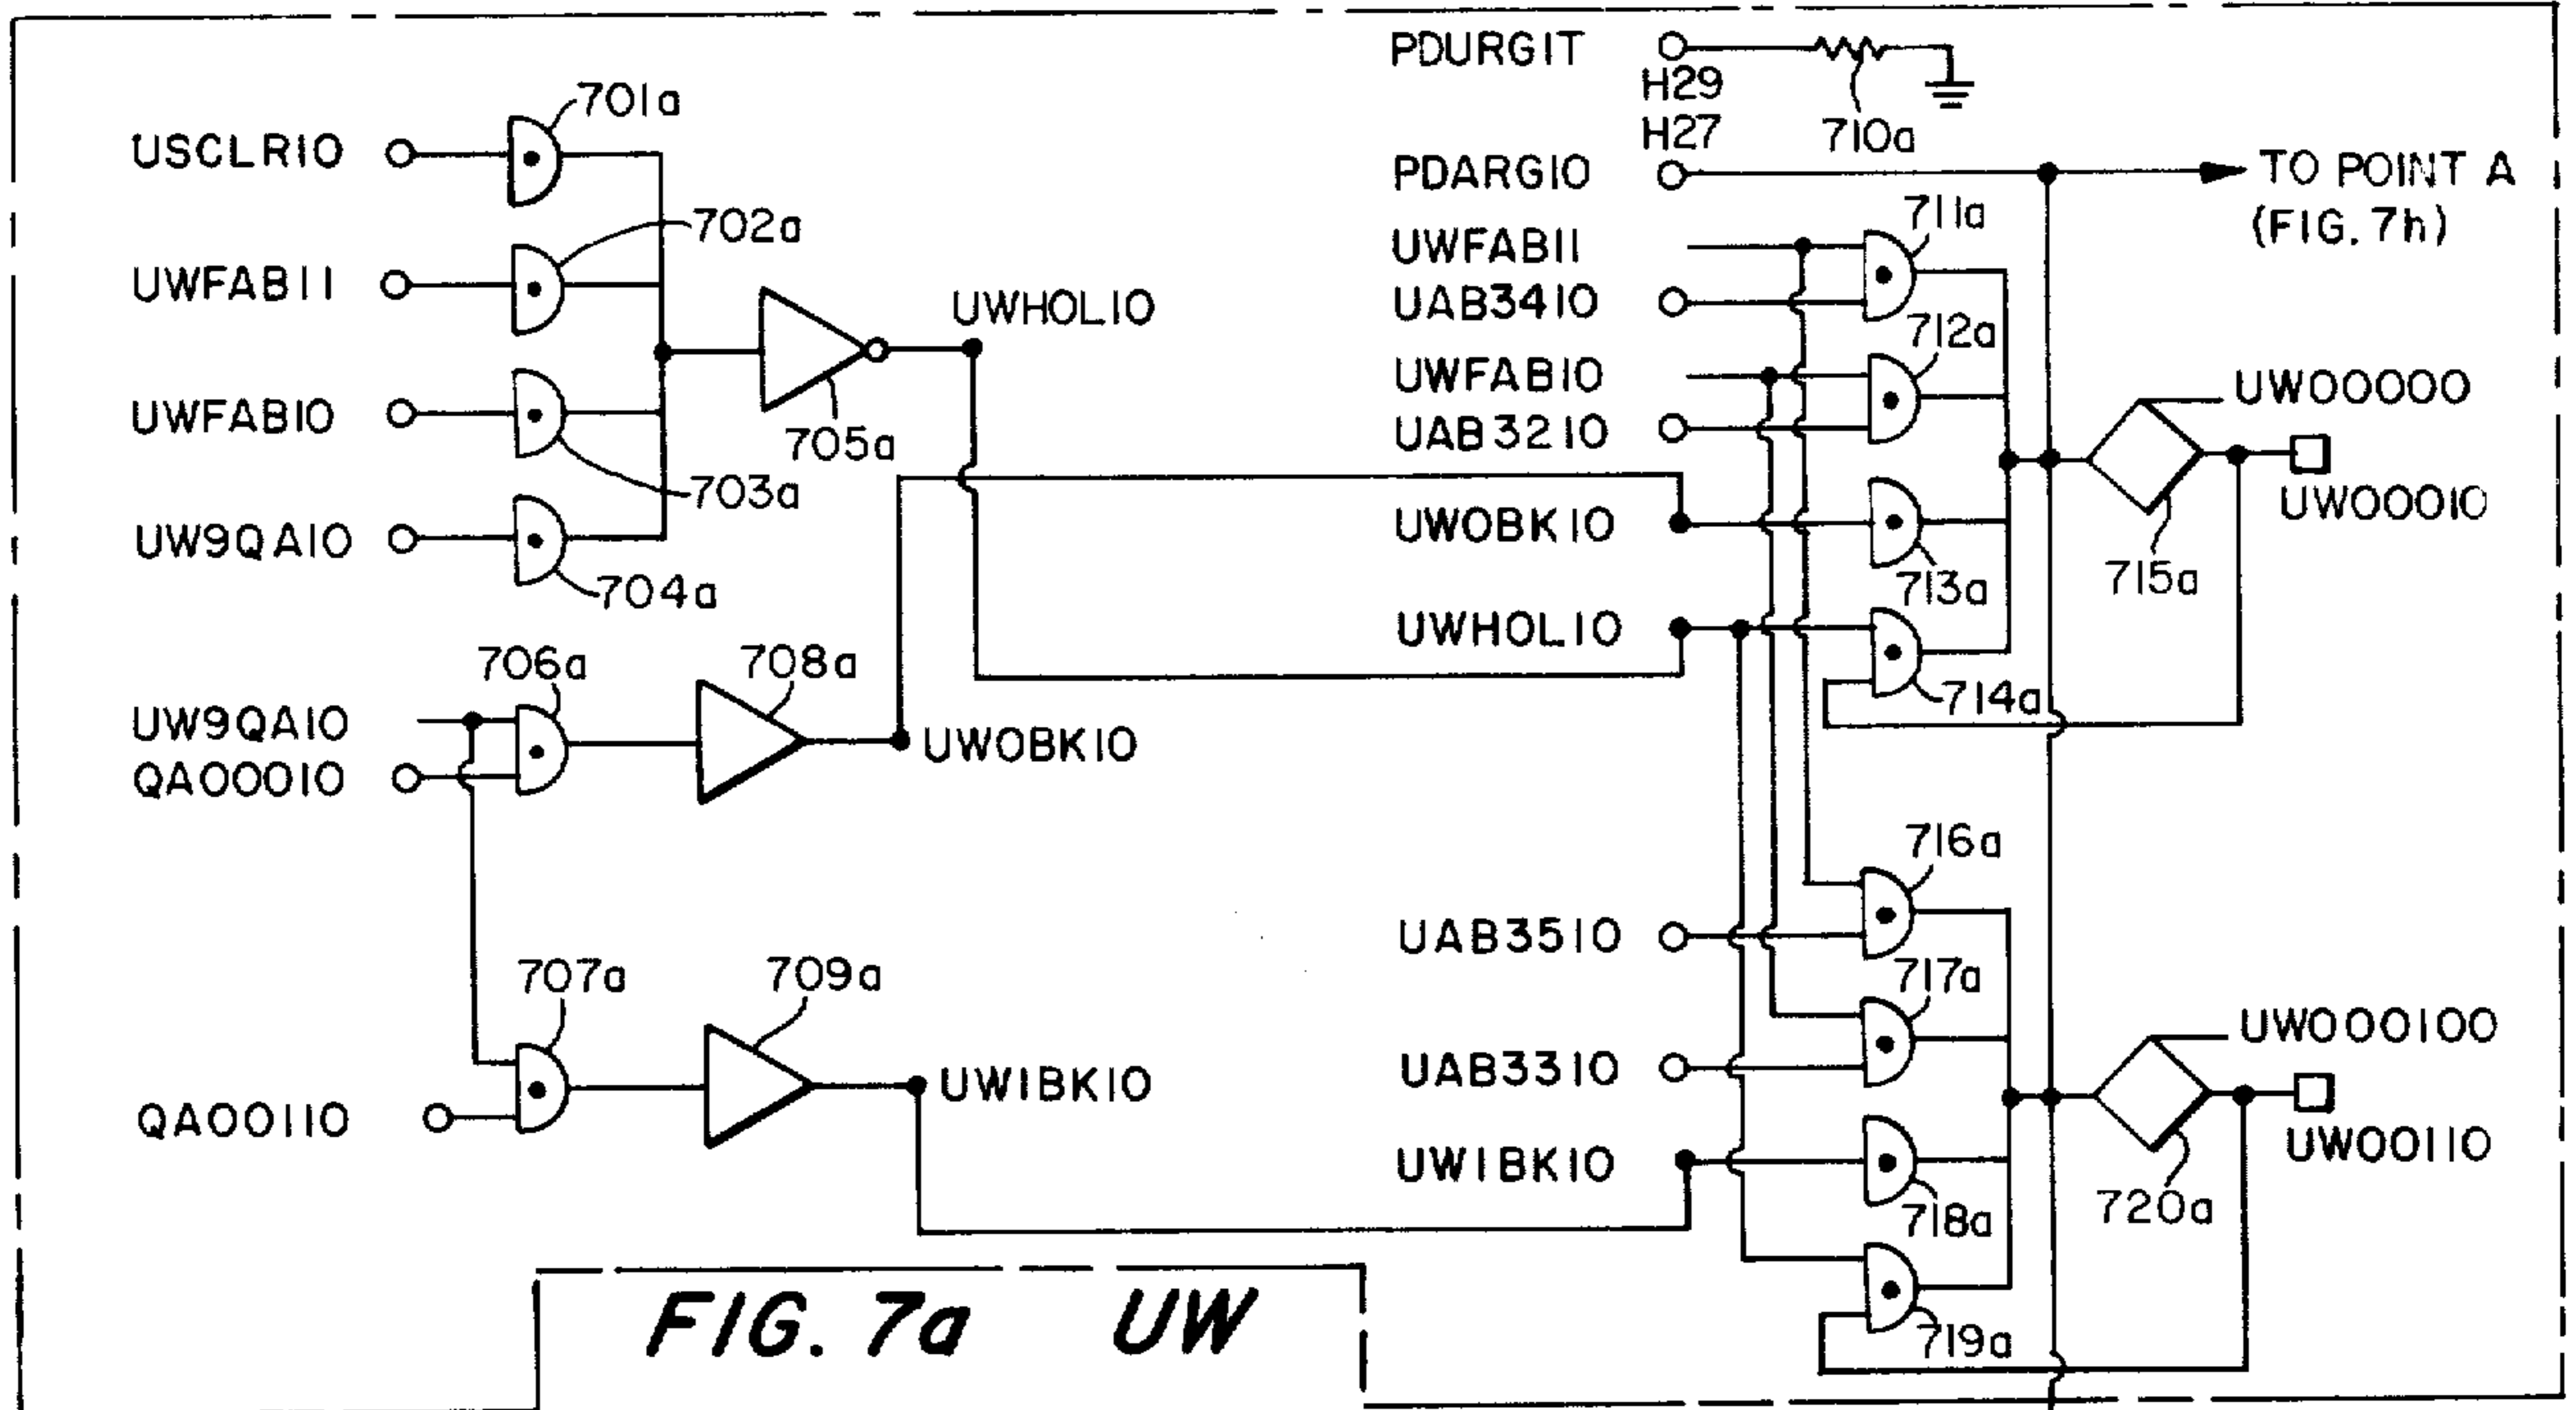 PDURGIT
H29
710a
701a
USCLR10
H27
PDARG10
TO POINT A
(FIG. 7h)
702a
UWFAB11
703a
UWFAB10
704a
UW9QA10
705a
UWHOL10
UWFAB11
711a
UAB3410
712a
UWFAB10
UAB3210
UW0BK10
713a
UWHOL10
714a
UW00000
UW00010
715a
706a
708a
UW9QA10
QA00010
UW0BK10
707a
709a
QA00110
UW1BK10
716a
UAB3510
717a
UAB3310
UW1BK10
718a
719a
UW000100
UW00110
720a
FIG. 7a UW